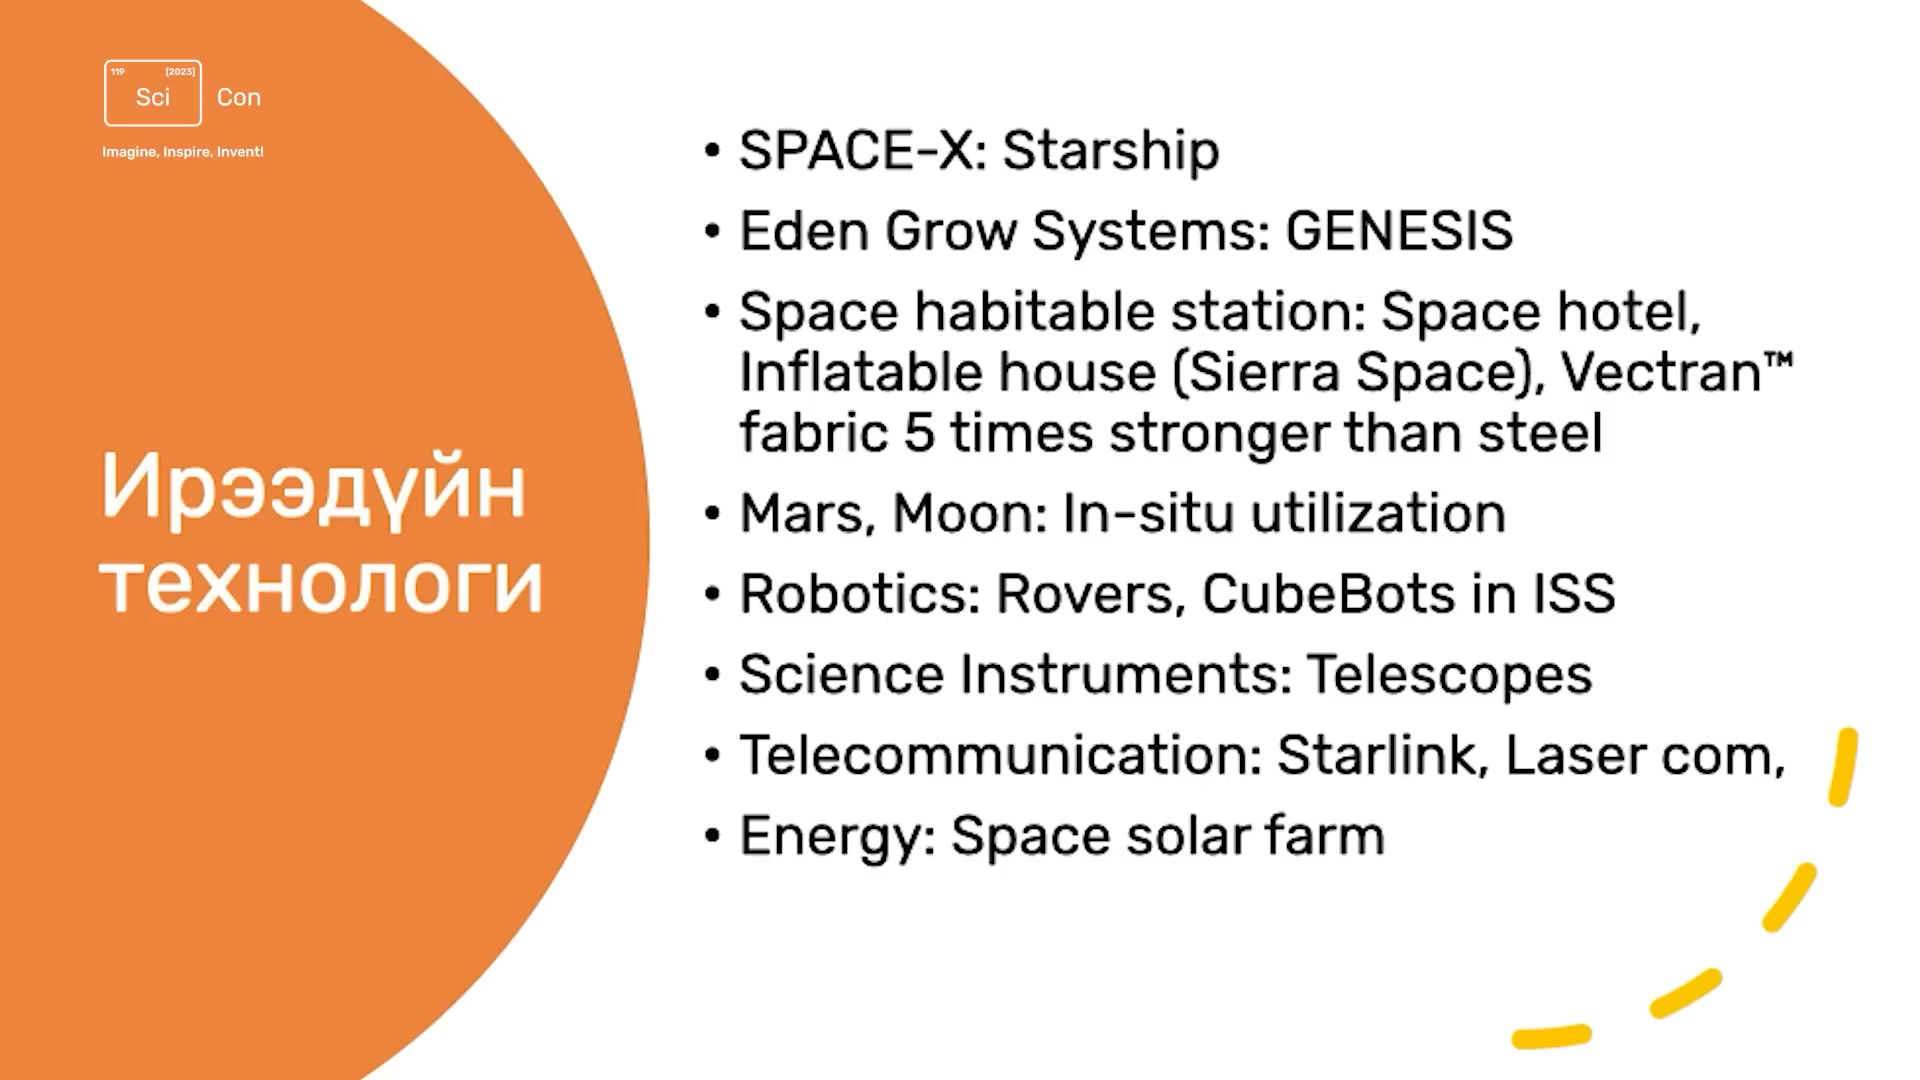 119 [2023]
Sci Con
Imagine, Inspire, Invent!
Ирээдүйн
технологи
• SPACE-X: Starship
• Eden Grow Systems: GENESIS
• Space habitable station: Space hotel,
Inflatable house (Sierra Space), Vectran™
fabric 5 times stronger than steel
• Mars, Moon: In-situ utilization
• Robotics: Rovers, CubeBots in ISS
• Science Instruments: Telescopes
• Telecommunication: Starlink, Laser com,
• Energy: Space solar farm